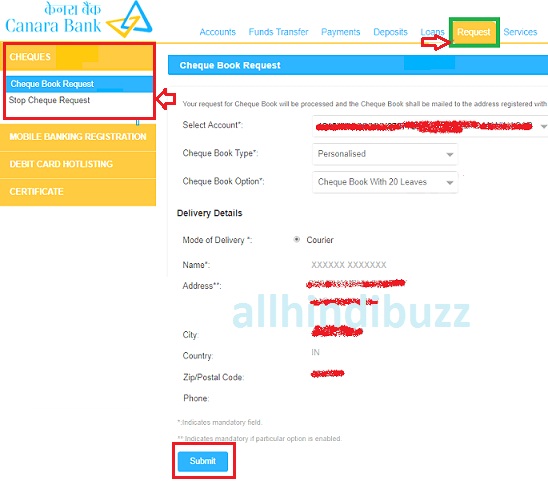 केनरा बैंक
Canara Bank
Accounts Funds Transfer Payments Deposits Loans Request Services
CHEQUES
Cheque Book Request
Stop Cheque Request
MOBILE BANKING REGISTRATION
DEBIT CARD HOTLISTING
CERTIFICATE
Cheque Book Request
Your request for Cheque Book will be processed and the Cheque Book shall be mailed to the address registered with
Select Account*:
Cheque Book Type*: Personalised
Cheque Book Option*: Cheque Book With 20 Leaves
Delivery Details
Mode of Delivery *: Courier
Name*: XXXXXX XXXXXXX
Address**:
allhindibuzz
City:
Country: IN
Zip/Postal Code:
Phone:
*.Indicates mandatory field.
** Indicates mandatory if particular option is enabled.
Submit